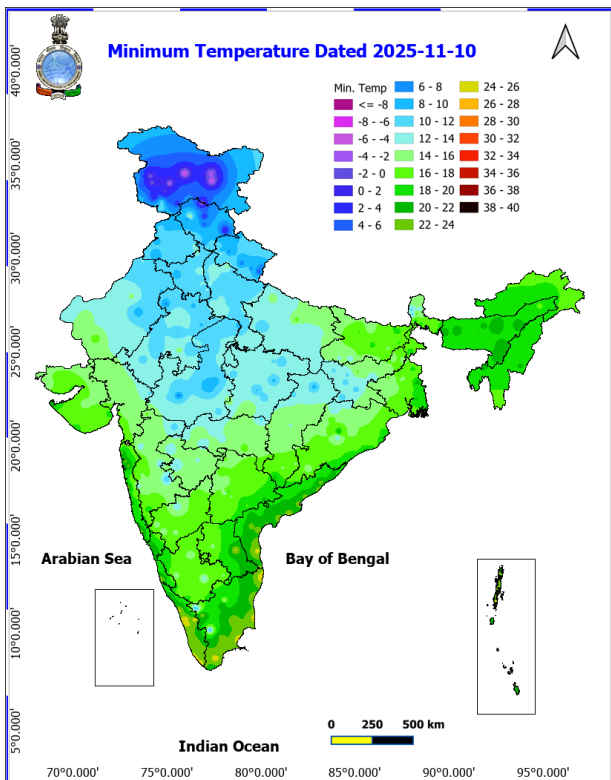 Minimum Temperature Dated 2025-11-10
Min. Temp
<= -8
-8 - -6
-6 - -4
-4 - -2
-2 - 0
0 - 2
2 - 4
4 - 6
6 - 8
8 - 10
10 - 12
12 - 14
14 - 16
16 - 18
18 - 20
20 - 22
22 - 24
24 - 26
26 - 28
28 - 30
30 - 32
32 - 34
34 - 36
36 - 38
38 - 40
40°0.000'
35°0.000'
30°0.000'
25°0.000'
20°0.000'
15°0.000'
10°0.000'
5°0.000'
Arabian Sea
Bay of Bengal
Indian Ocean
0 250 500 km
70°0.000' 75°0.000' 80°0.000' 85°0.000' 90°0.000' 95°0.000'